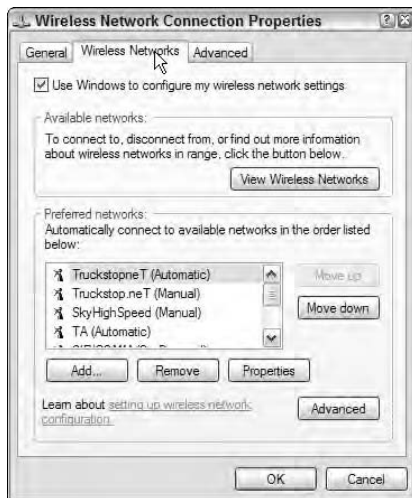 Wireless Network Connection Properties
General Wireless Networks Advanced
Use Windows to configure my wireless network settings
Available networks:
To connect to, disconnect from, or find out more information
about wireless networks in range, click the button below.
View Wireless Networks
Preferred networks:
Automatically connect to available networks in the order listed
below:
TruckstopneT (Automatic)
Truckstop.neT (Manual)
SkyHighSpeed (Manual)
TA (Automatic)
Move up
Move down
Add... Remove Properties
Learn about setting up wireless network
configuration.
Advanced
OK Cancel